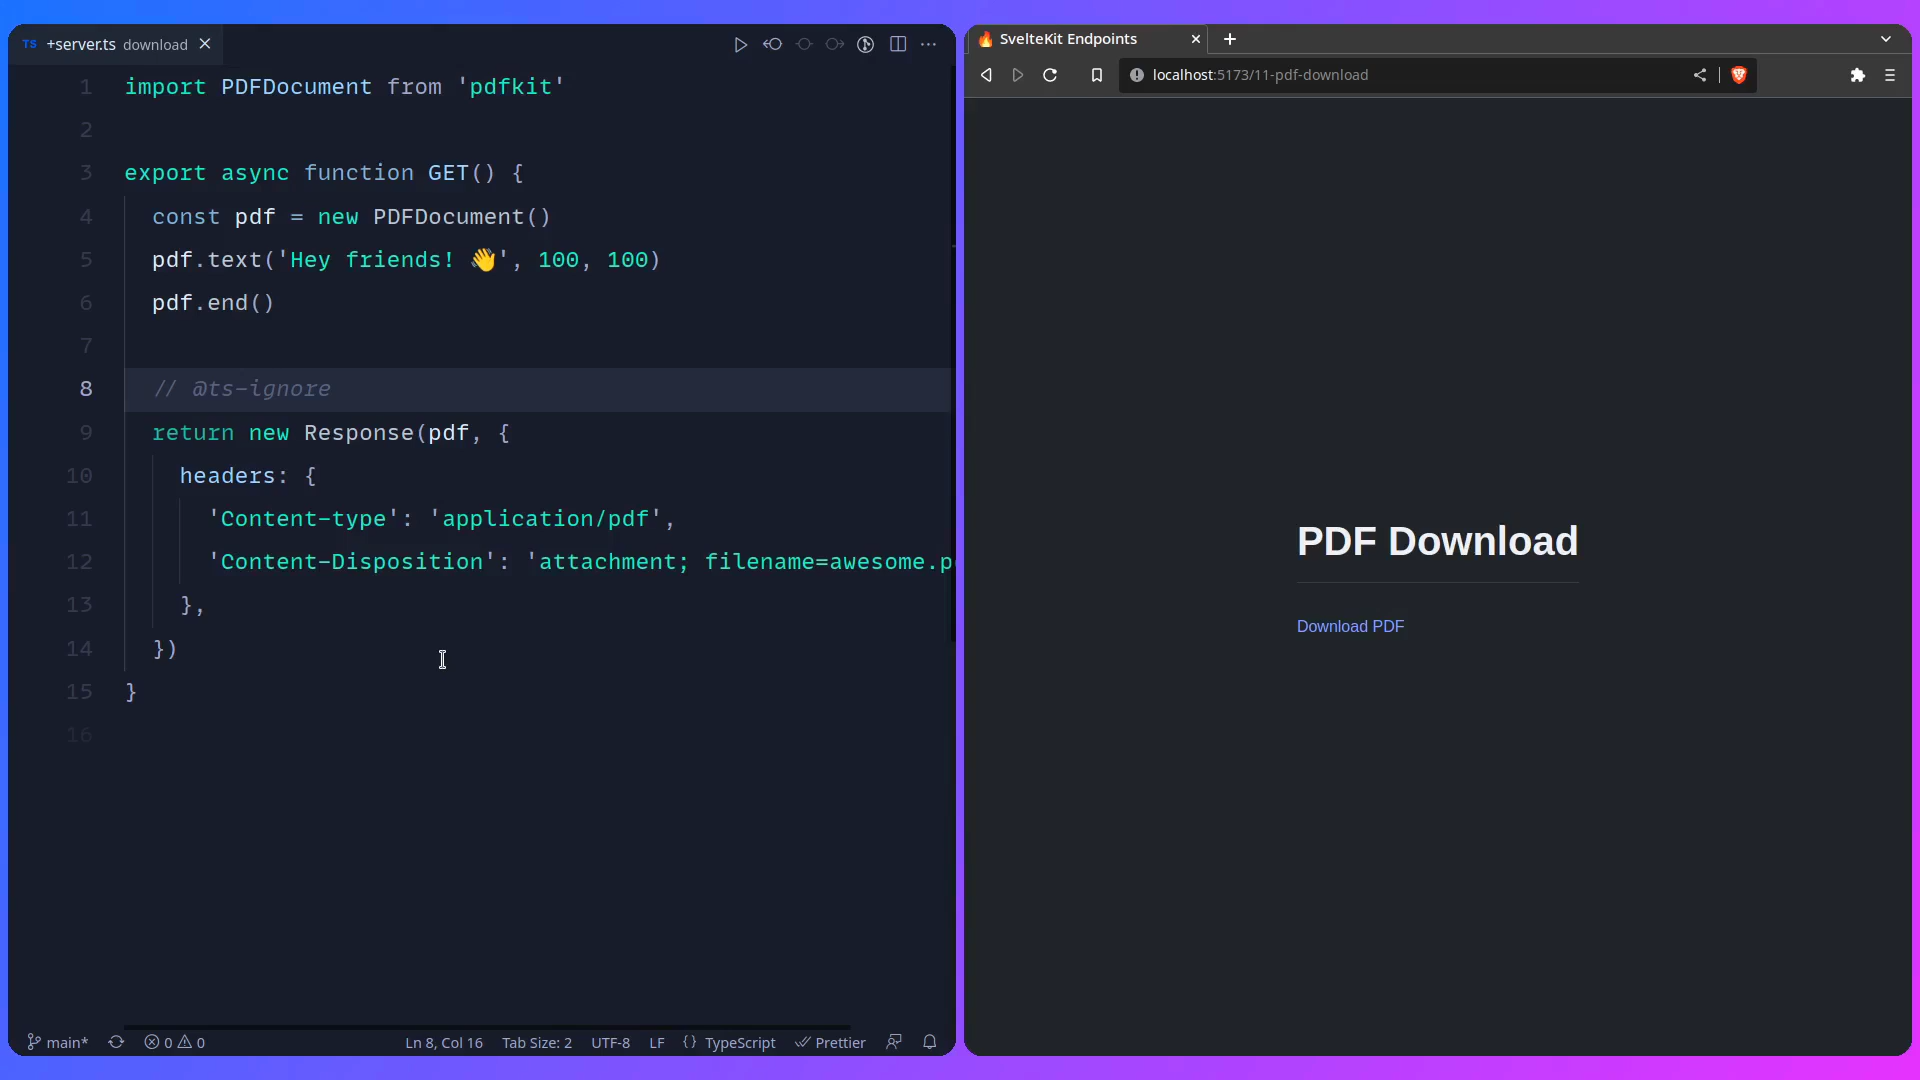 TS +server.ts download
1 import PDFDocument from 'pdfkit'
2
3 export async function GET() {
4 const pdf = new PDFDocument()
5 pdf.text('Hey friends! 👋', 100, 100)
6 pdf.end()
7
8 // @ts-ignore
9 return new Response(pdf, {
10 headers: {
11 'Content-type': 'application/pdf',
12 'Content-Disposition': 'attachment; filename=awesome.p
13 },
14 })
15 }
16
main* 0 0 Ln 8, Col 16 Tab Size: 2 UTF-8 LF {} TypeScript Prettier
SvelteKit Endpoints
localhost:5173/11-pdf-download
PDF Download
Download PDF